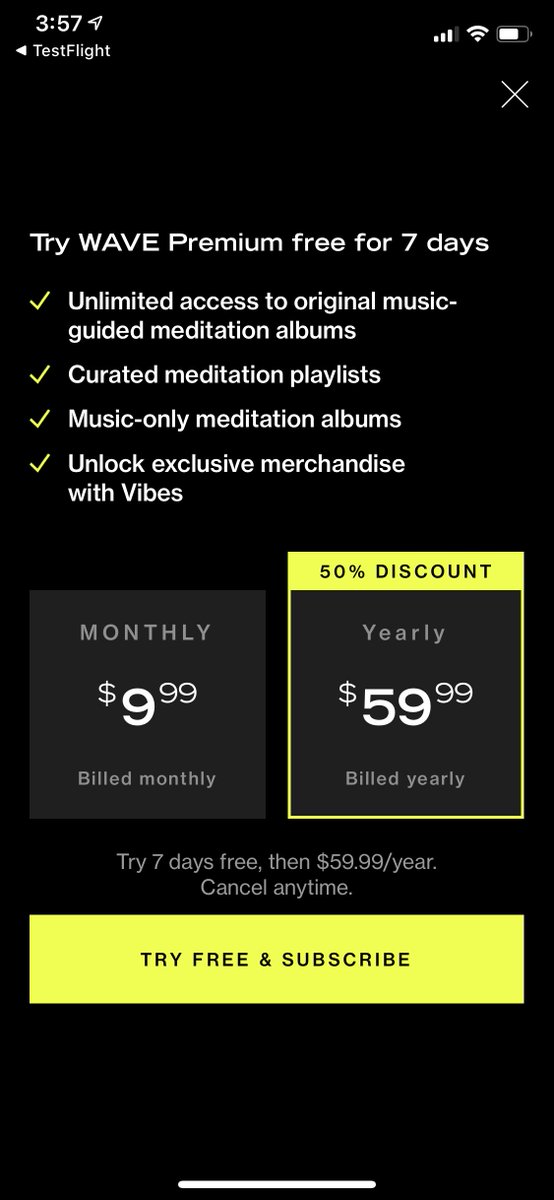 3:57
◀ TestFlight
Try WAVE Premium free for 7 days
Unlimited access to original music-
guided meditation albums
Curated meditation playlists
Music-only meditation albums
Unlock exclusive merchandise
with Vibes
50% DISCOUNT
MONTHLY
$9.99
Billed monthly
Yearly
$59.99
Billed yearly
Try 7 days free, then $59.99/year.
Cancel anytime.
TRY FREE & SUBSCRIBE